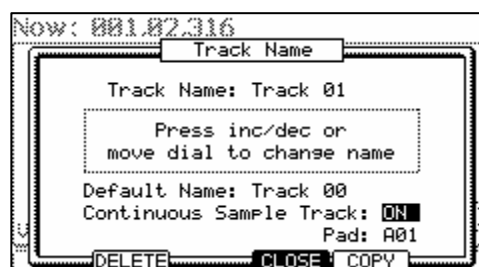 Now: 001.02.316
Track Name
Track Name: Track 01
Press inc/dec or
move dial to change name
Default Name: Track 00
Continuous Sample Track: ON
Pad: A01
DELETE CLOSE COPY